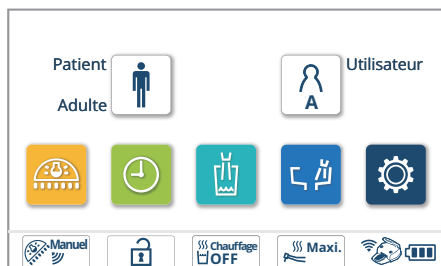 Patient
Utilisateur
Adulte
A
Manuel
Chauffage
OFF
Maxi.